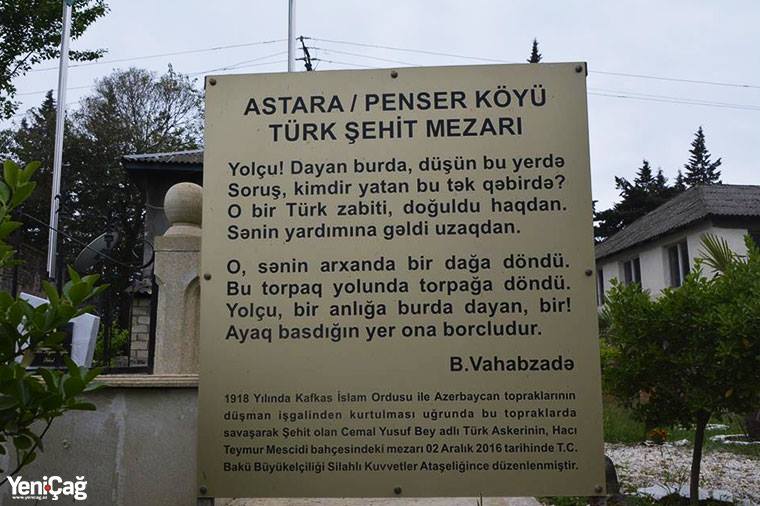 ASTARA / PENSER KÖYÜ
TÜRK ŞEHİT MEZARI
Yolçu! Dayan burda, düşün bu yerdə
Soruş, kimdir yatan bu tək qəbirdə?
O bir Türk zabiti, doğuldu haqdan.
Sənin yardımına gəldi uzaqdan.
O, sənin arxanda bir dağa döndü.
Bu torpaq yolunda torpağa döndü.
Yolçu, bir anlığa burda dayan, bir!
Ayaq basdığın yer ona borcludur.
B.Vahabzadə
1918 Yılında Kafkas İslam Ordusu ile Azerbaycan topraklarının
düşman işgalinden kurtulması uğrunda bu topraklarda
savaşarak Şehit olan Cemal Yusuf Bey adlı Türk Askerinin, Hacı
Teymur Mescidi bahçesindeki mezarı 02 Aralık 2016 tarihinde T.C.
Bakü Büyükelçiliği Silahlı Kuvvetler Ataşeliğince düzenlenmiştir.
YeniÇağ
www.yenicag.az